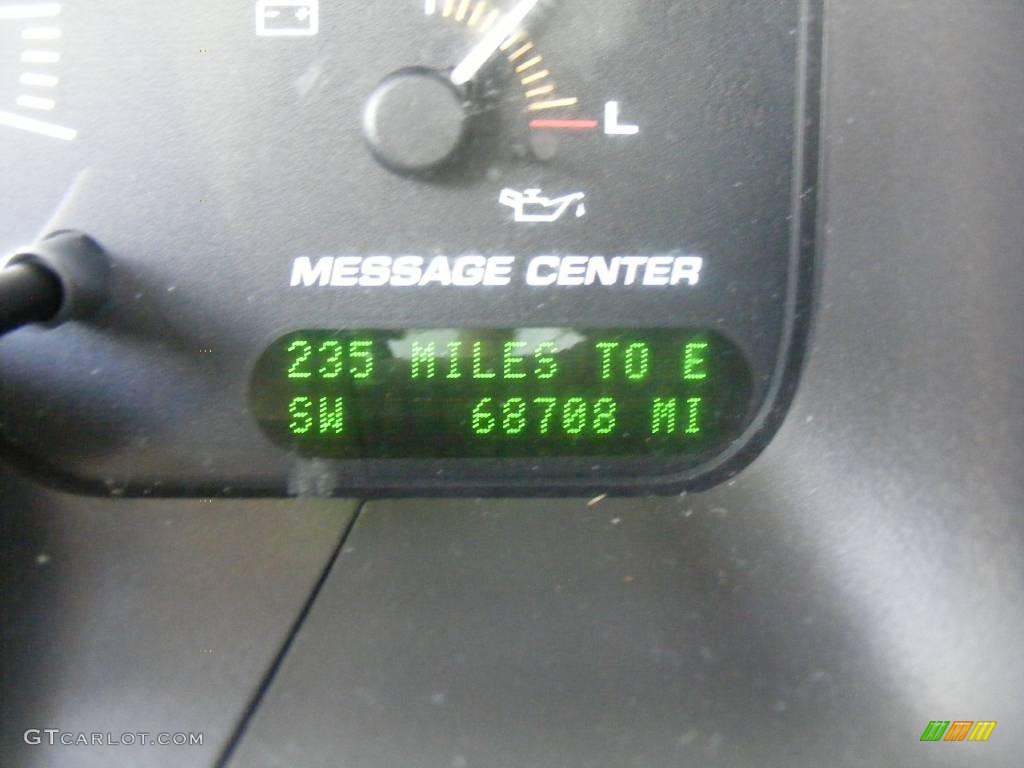 L
MESSAGE CENTER
235 MILES TO E
SW 68708 MI
GTCARLOT.COM